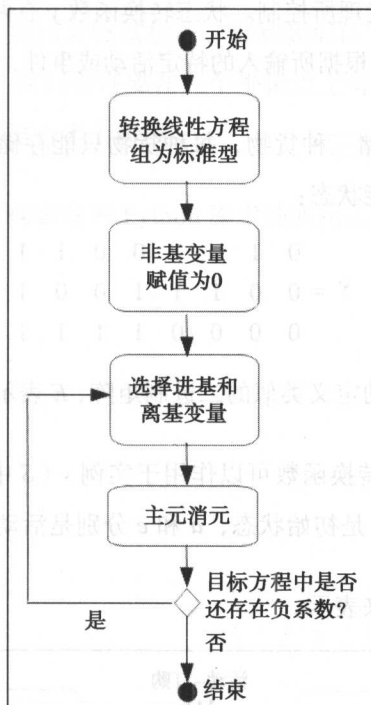 开始
转换线性方程
组为标准型
非基变量
赋值为0
选择进基和
离基变量
主元消元
目标方程中是否
还存在负系数?
是
否
结束